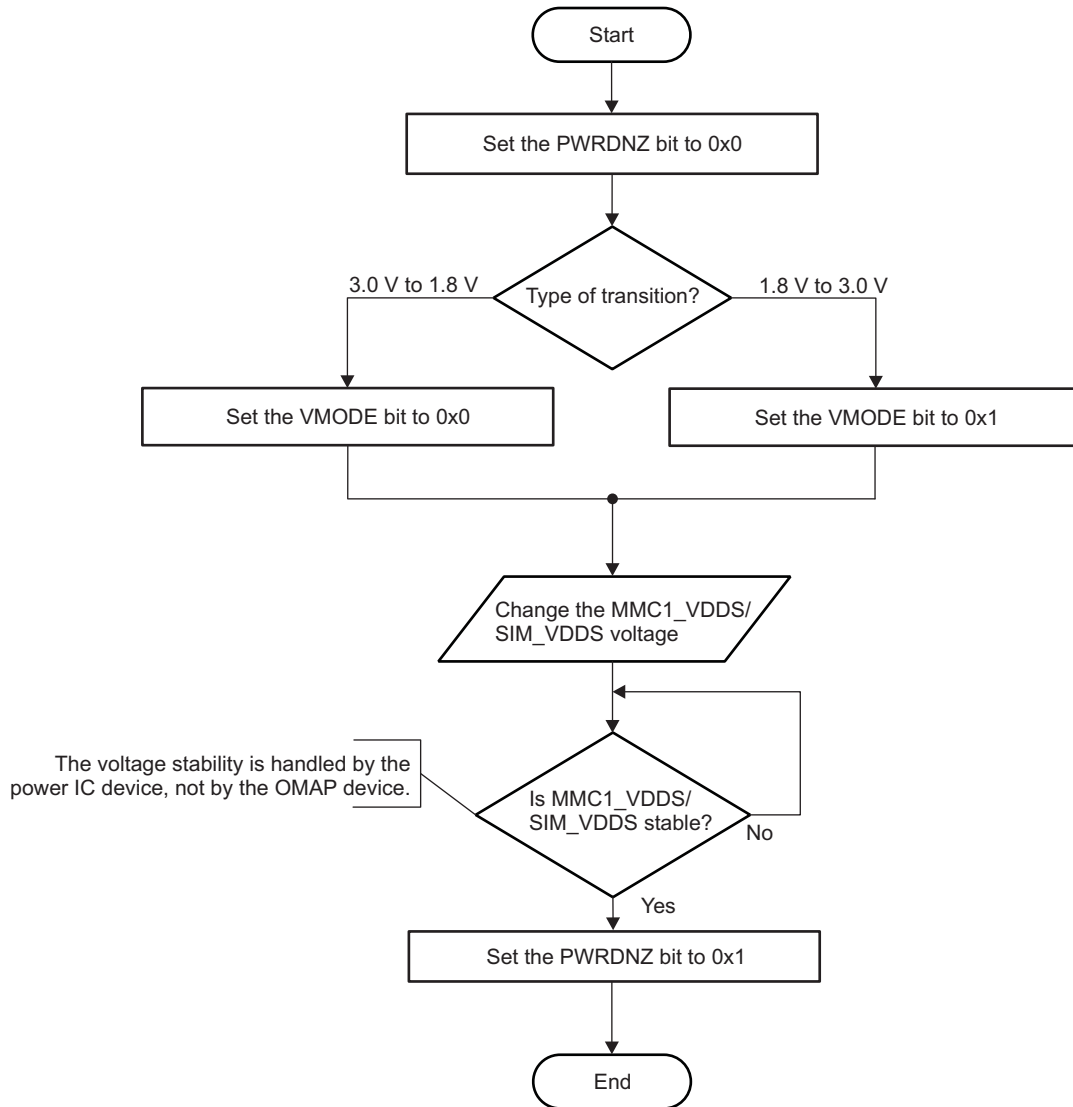 Start
Set the PWRDNZ bit to 0x0
Type of transition?
3.0 V to 1.8 V
1.8 V to 3.0 V
Set the VMODE bit to 0x0
Set the VMODE bit to 0x1
Change the MMC1_VDDS/
SIM_VDDS voltage
The voltage stability is handled by the
power IC device, not by the OMAP device.
Is MMC1_VDDS/
SIM_VDDS stable?
No
Yes
Set the PWRDNZ bit to 0x1
End